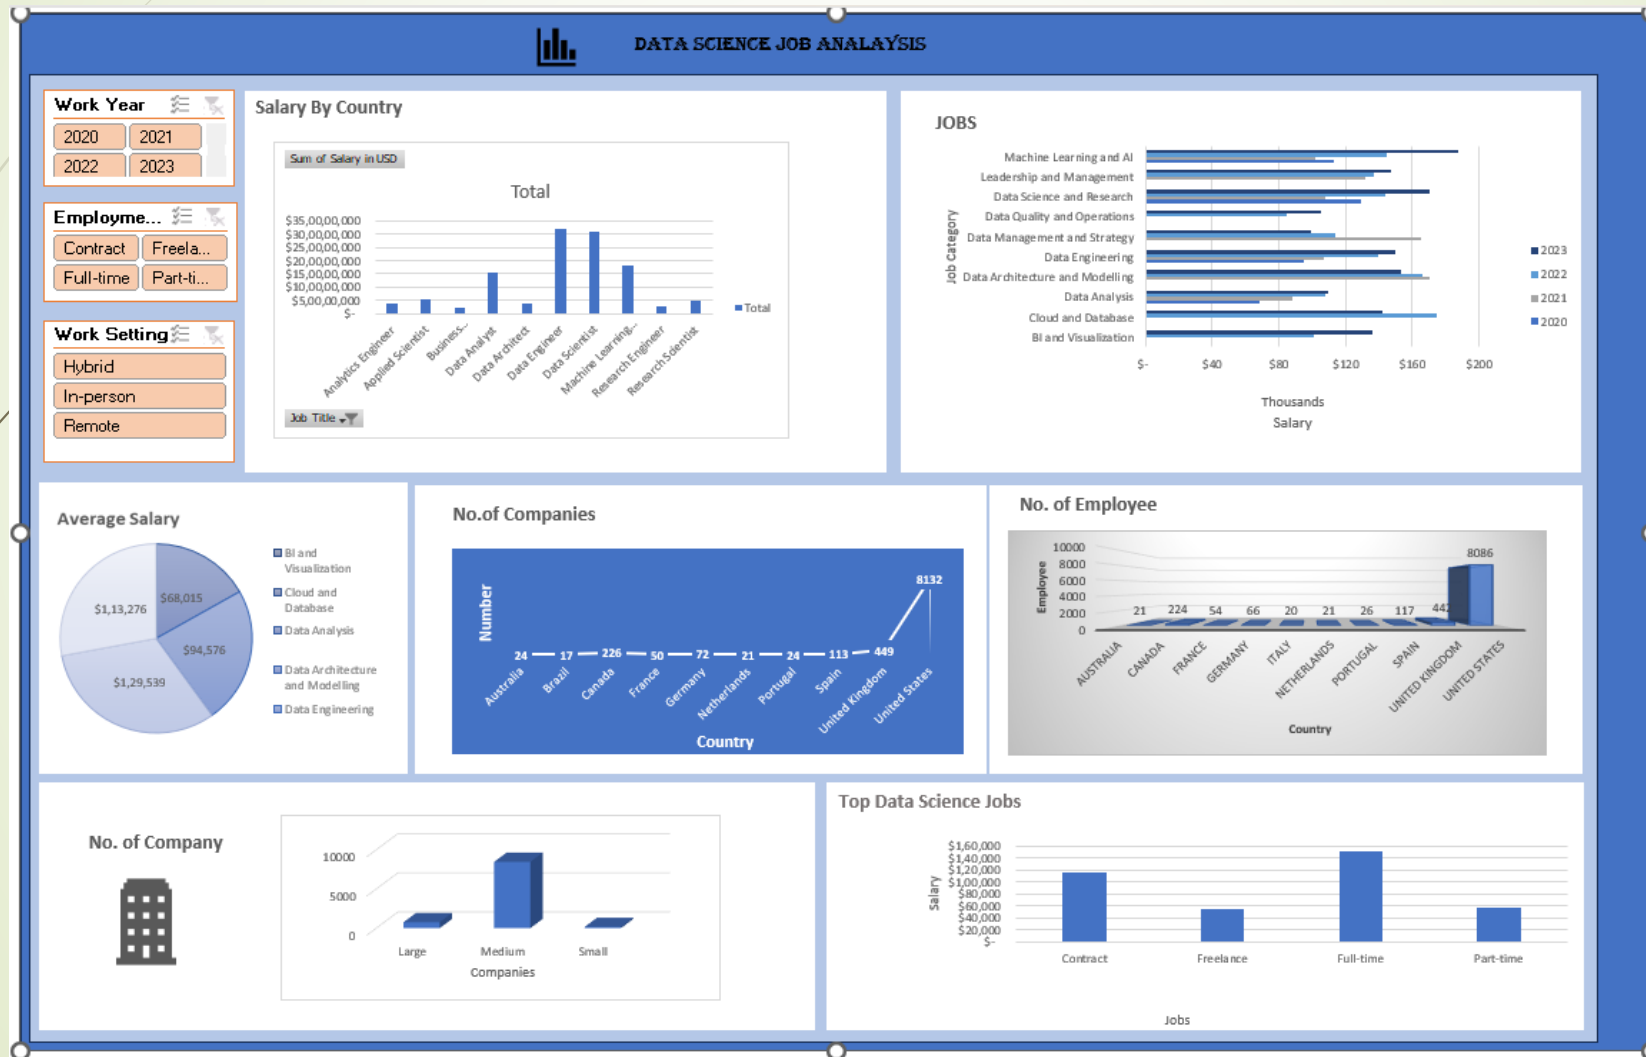 DATA SCIENCE JOB ANALAYSIS
Work Year
2020 2021
2022 2023
Employme...
Contract Freela...
Full-time Part-ti...
Work Setting
Hybrid
In-person
Remote
Salary By Country
Sum of Salary in USD
Total
$35,00,00,000
$30,00,00,000
$25,00,00,000
$20,00,00,000
$15,00,00,000
$10,00,00,000
$5,00,00,000
$-
Analytics Engineer
Applied Scientist
Business...
Data Analyst
Data Architect
Data Engineer
Data Scientist
Machine Learning...
Research Engineer
Research Scientist
Total
Job Title
JOBS
Job Category
Machine Learning and AI
Leadership and Management
Data Science and Research
Data Quality and Operations
Data Management and Strategy
Data Engineering
Data Architecture and Modelling
Data Analysis
Cloud and Database
BI and Visualization
$- $40 $80 $120 $160 $200
Thousands
Salary
2023
2022
2021
2020
Average Salary
$68,015
$94,576
$1,29,539
$1,13,276
BI and
Visualization
Cloud and
Database
Data Analysis
Data Architecture
and Modelling
Data Engineering
No.of Companies
Number
24 17 226 50 72 21 24 113 449 8132
Australia
Brazil
Canada
France
Germany
Netherlands
Portugal
Spain
United Kingdom
United States
Country
No. of Employee
Employee
10000
8000
6000
4000
2000
0
21 224 54 66 20 21 26 117 442 8086
AUSTRALIA
CANADA
FRANCE
GERMANY
ITALY
NETHERLANDS
PORTUGAL
SPAIN
UNITED KINGDOM
UNITED STATES
Country
No. of Company
10000
5000
0
Large Medium Small
Companies
Top Data Science Jobs
Salary
$1,60,000
$1,40,000
$1,20,000
$1,00,000
$80,000
$60,000
$40,000
$20,000
$-
Contract Freelance Full-time Part-time
Jobs